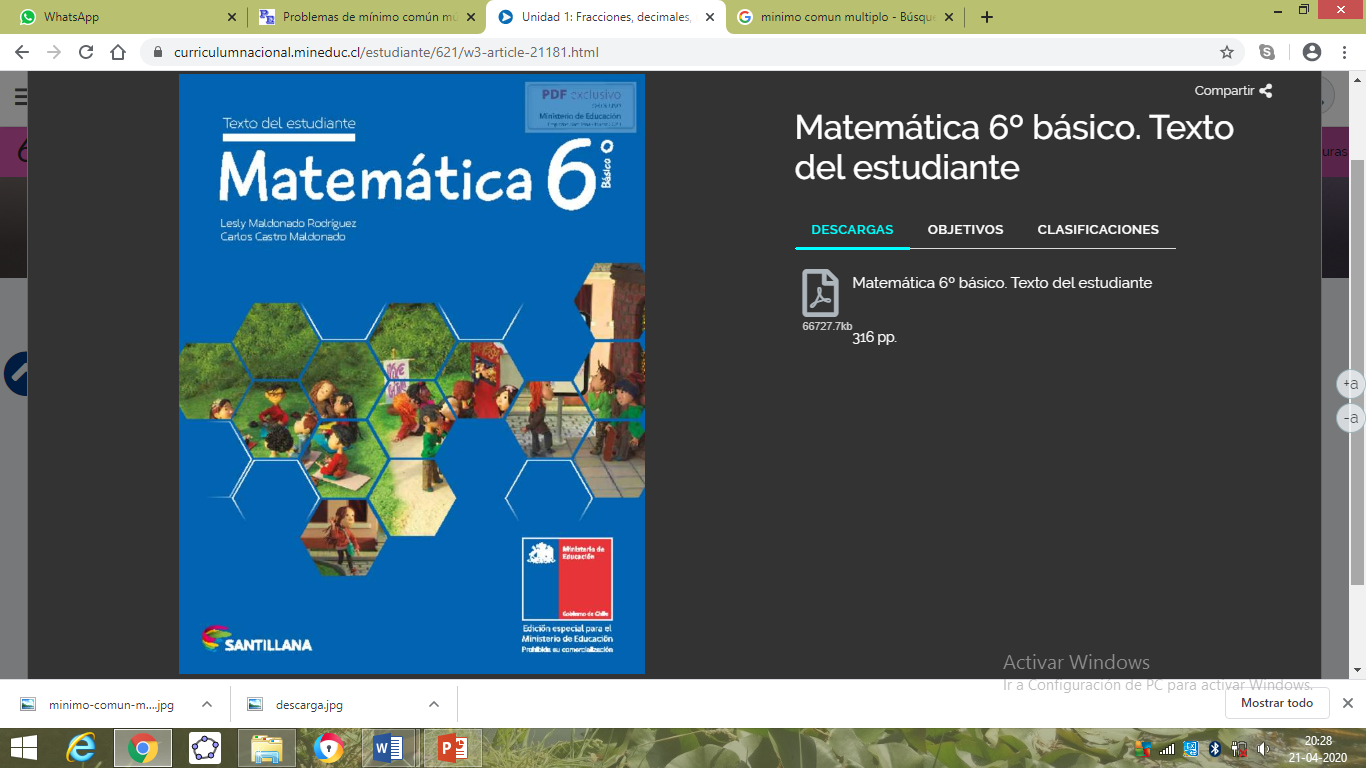 WhatsApp
Problemas de mínimo común mú
Unidad 1: Fracciones, decimales,
minimo comun multiplo - Búsque
curriculumnacional.mineduc.cl/estudiante/621/w3-article-21181.html
Compartir
PDF exclusivo
Ministerio de Educación
Texto del estudiante
Matemática 6° Básico
Lesly Maldonado Rodríguez
Carlos Castro Maldonado
Ministerio de
Educación
Gobierno de Chile
SANTILLANA
Edición especial para el
Ministerio de Educación
Prohibida su comercialización
Matemática 6º básico. Texto
del estudiante
DESCARGAS
OBJETIVOS
CLASIFICACIONES
Matemática 6º básico. Texto del estudiante
66727.7kb
316 pp.
uras
+a
-a
Activar Windows
Ir a Configuración de PC para activar Windows.
minimo-comun-m....jpg
descarga.jpg
Mostrar todo
20:28
21-04-2020